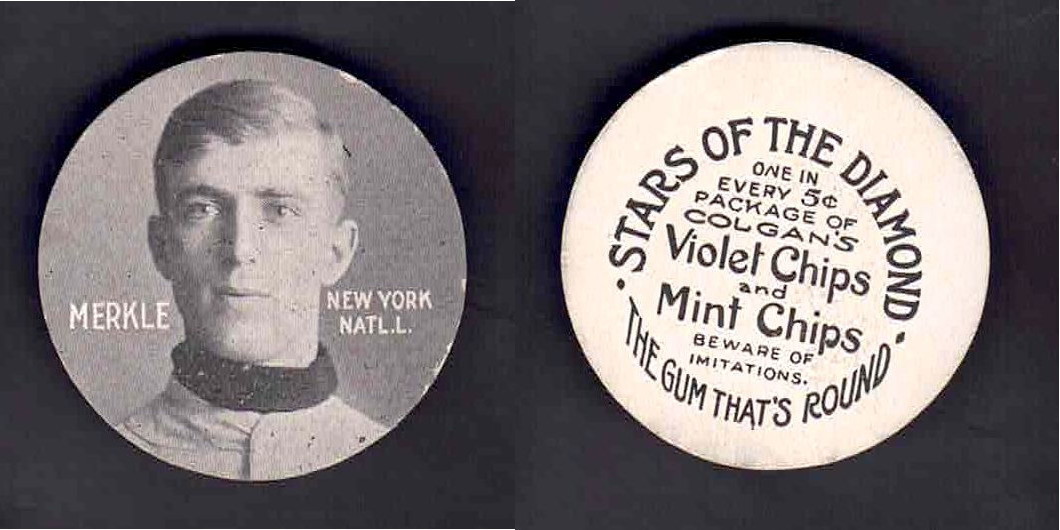 MERKLE
NEW YORK
NATL.L.
• STARS OF THE DIAMOND •
ONE IN
EVERY 5¢
PACKAGE OF
COLGAN'S
Violet Chips
and
Mint Chips
BEWARE OF
IMITATIONS.
THE GUM THAT'S ROUND